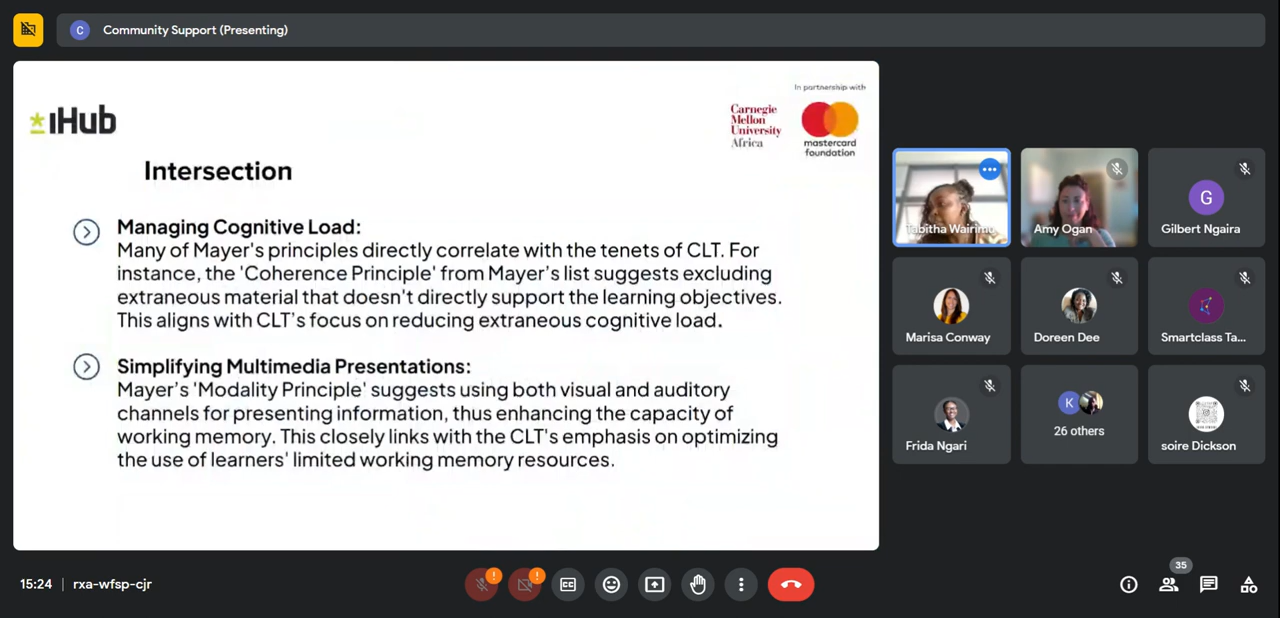 C Community Support (Presenting)
iHub
In partnership with
Carnegie
Mellon
University
Africa
mastercard
foundation
Intersection
Managing Cognitive Load:
Many of Mayer's principles directly correlate with the tenets of CLT. For
instance, the 'Coherence Principle' from Mayer's list suggests excluding
extraneous material that doesn't directly support the learning objectives.
This aligns with CLT's focus on reducing extraneous cognitive load.
Simplifying Multimedia Presentations:
Mayer's 'Modality Principle' suggests using both visual and auditory
channels for presenting information, thus enhancing the capacity of
working memory. This closely links with the CLT's emphasis on optimizing
the use of learners' limited working memory resources.
Tabitha Wairimu
Amy Ogan
G
Gilbert Ngaira
Marisa Conway
Doreen Dee
Smartclass Ta...
Frida Ngari
K
26 others
soire Dickson
15:24 | rxa-wfsp-cjr
! !
CC
35